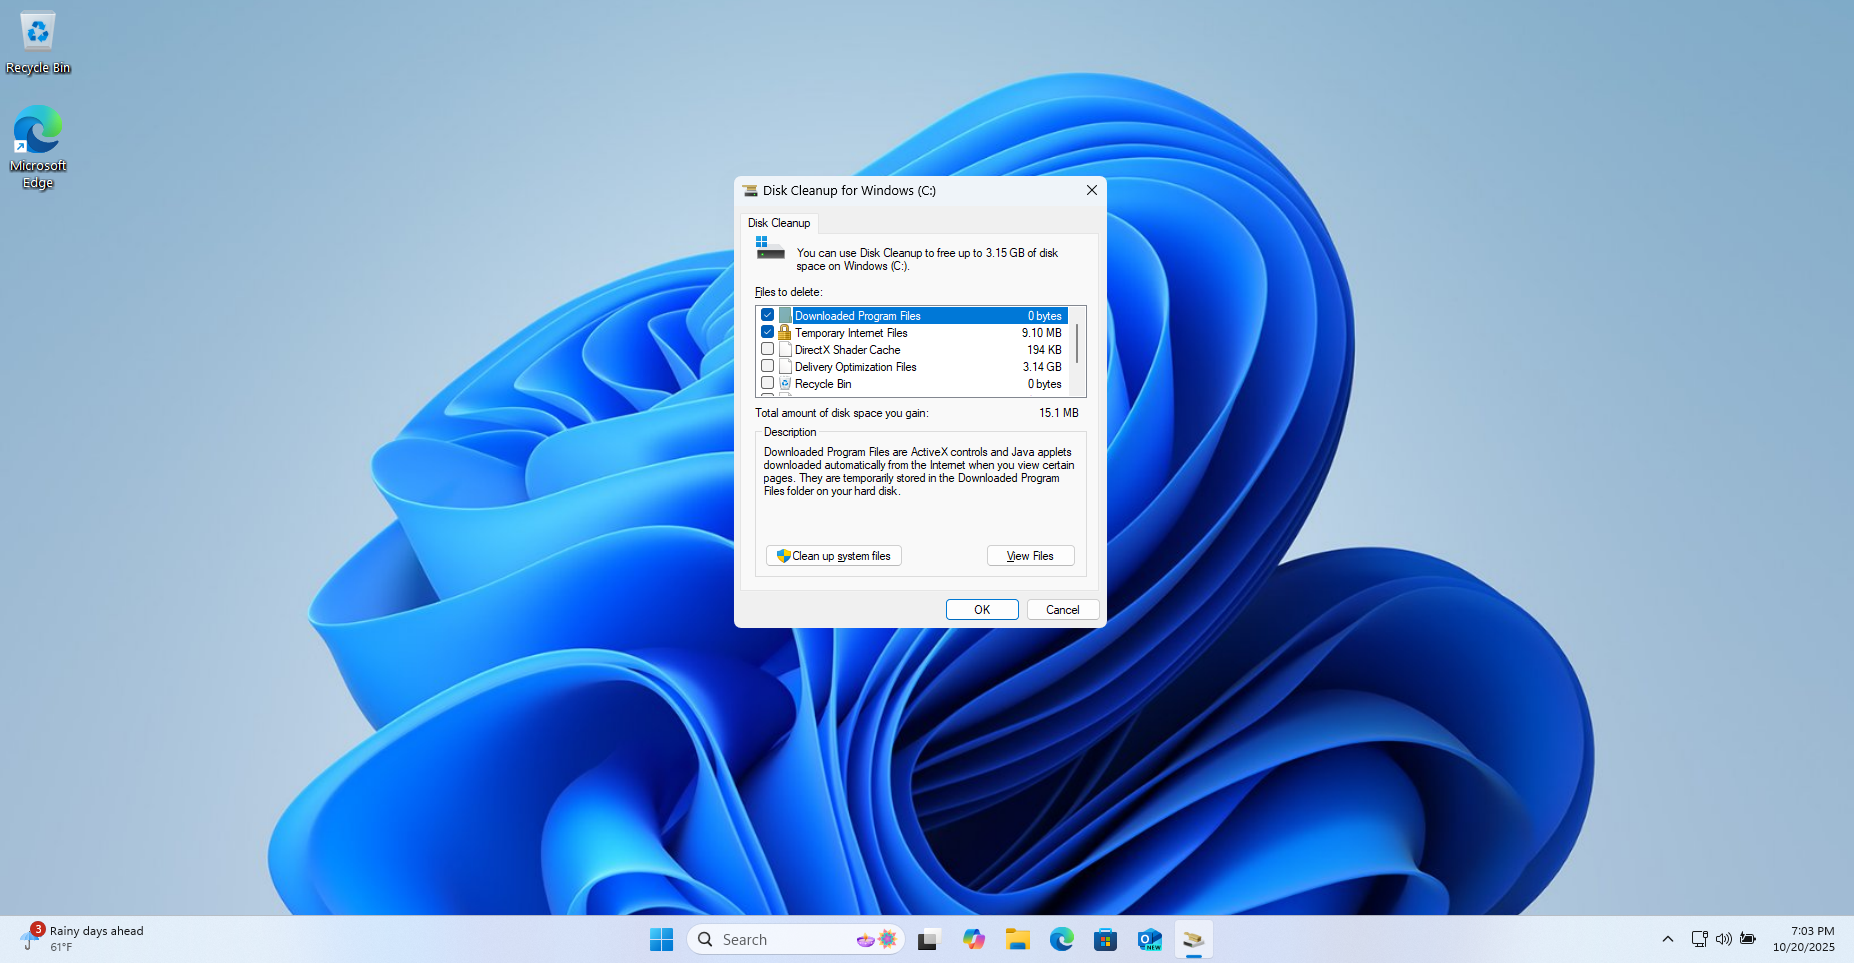 Recycle Bin
Microsoft
Edge
Disk Cleanup for Windows (C:)
Disk Cleanup
You can use Disk Cleanup to free up to 3.15 GB of disk
space on Windows (C:).
Files to delete:
Downloaded Program Files 0 bytes
Temporary Internet Files 9.10 MB
DirectX Shader Cache 194 KB
Delivery Optimization Files 3.14 GB
Recycle Bin 0 bytes
Total amount of disk space you gain: 15.1 MB
Description
Downloaded Program Files are ActiveX controls and Java applets
downloaded automatically from the Internet when you view certain
pages. They are temporarily stored in the Downloaded Program
Files folder on your hard disk.
Clean up system files View Files
OK Cancel
3 Rainy days ahead
61°F
Search
NEW
7:03 PM
10/20/2025